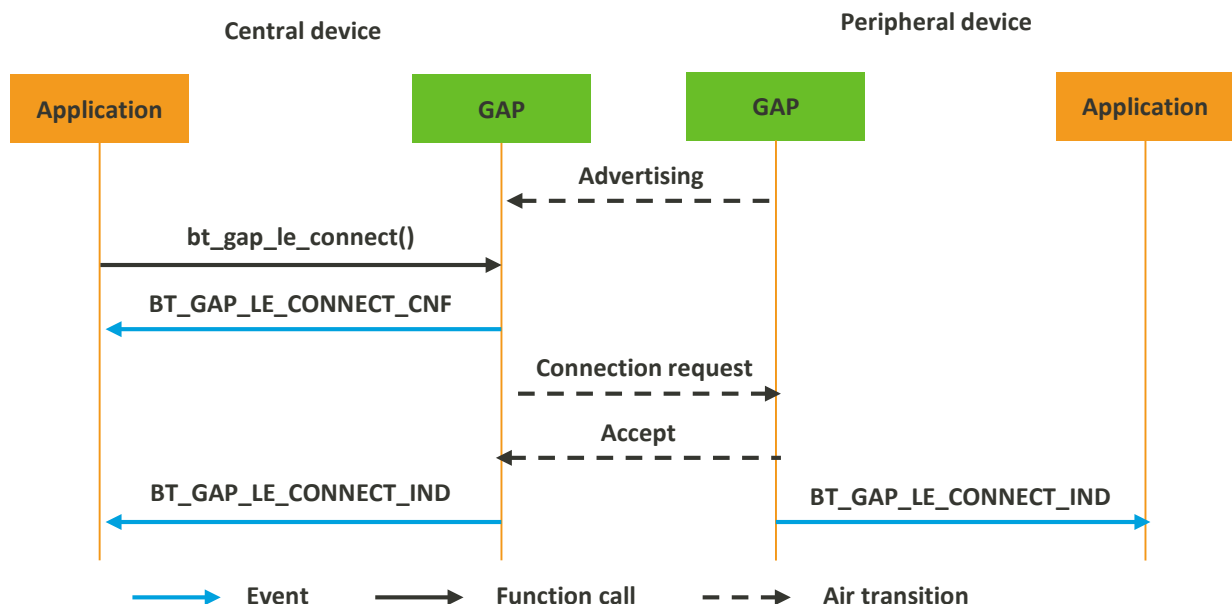 Central device
Peripheral device
Application
GAP
GAP
Application
Advertising
bt_gap_le_connect()
BT_GAP_LE_CONNECT_CNF
Connection request
Accept
BT_GAP_LE_CONNECT_IND
BT_GAP_LE_CONNECT_IND
Event
Function call
Air transition